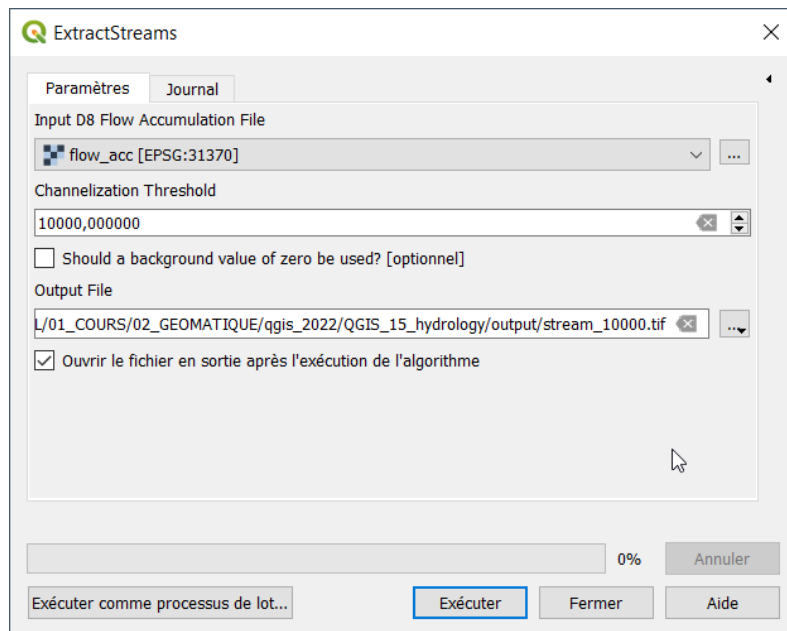 ExtractStreams
Paramètres Journal
Input D8 Flow Accumulation File
flow_acc [EPSG:31370]
...
Channelization Threshold
10000,000000
Should a background value of zero be used? [optionnel]
Output File
L/01_COURS/02_GEOMATIQUE/qgis_2022/QGIS_15_hydrology/output/stream_10000.tif
...
Ouvrir le fichier en sortie après l'exécution de l'algorithme
0% Annuler
Exécuter comme processus de lot... Exécuter Fermer Aide